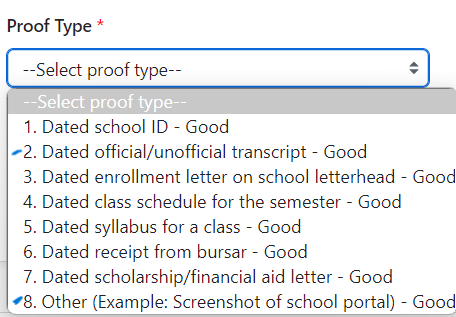 Proof Type *
--Select proof type--
--Select proof type--
1. Dated school ID - Good
2. Dated official/unofficial transcript - Good
3. Dated enrollment letter on school letterhead - Good
4. Dated class schedule for the semester - Good
5. Dated syllabus for a class - Good
6. Dated receipt from bursar - Good
7. Dated scholarship/financial aid letter - Good
8. Other (Example: Screenshot of school portal) - Good